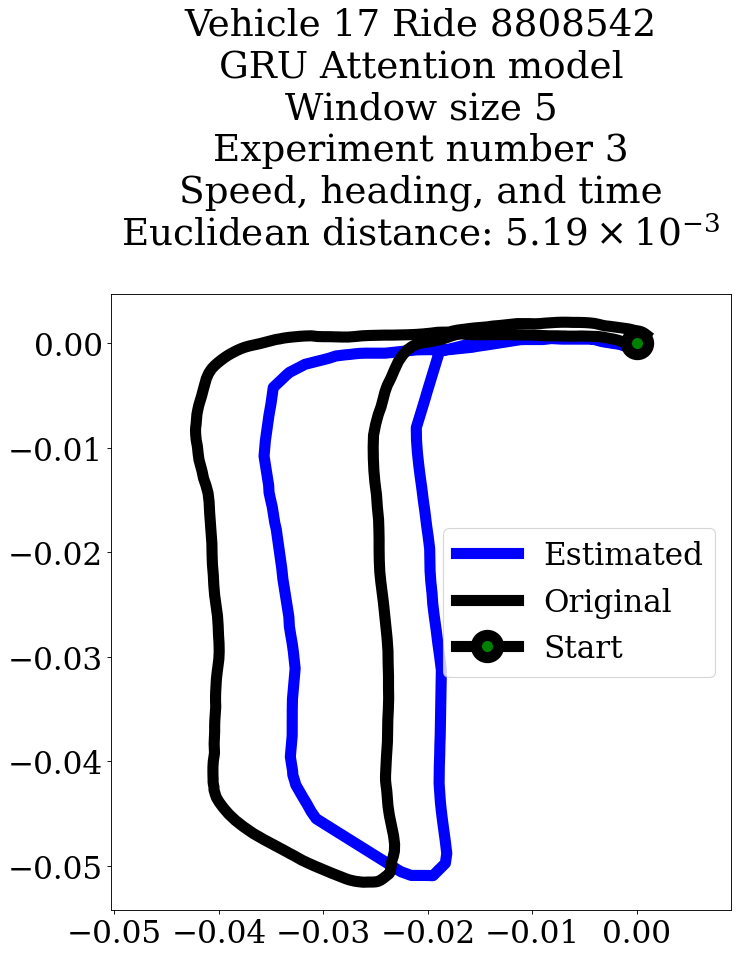 Vehicle 17 Ride 8808542
GRU Attention model
Window size 5
Experiment number 3
Speed, heading, and time
Euclidean distance: 5.19 × 10⁻³
0.00
−0.01
−0.02
−0.03
−0.04
−0.05
Estimated
Original
Start
−0.05 −0.04 −0.03 −0.02 −0.01 0.00